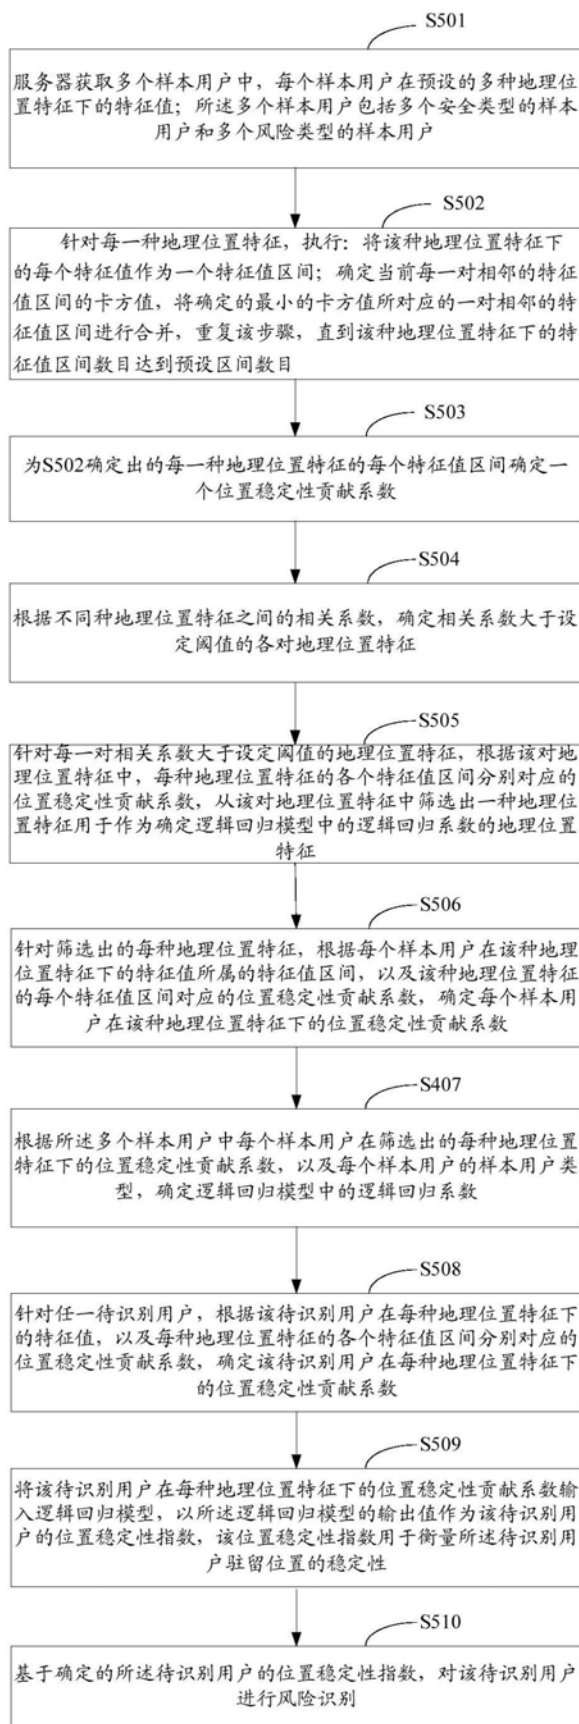 S501
服务器获取多个样本用户中，每个样本用户在预设的多种地理位
置特征下的特征值；所述多个样本用户包括多个安全类型的样本
用户和多个风险类型的样本用户
S502
针对每一种地理位置特征，执行：将该种地理位置特征下
的每个特征值作为一个特征值区间；确定当前每一对相邻的特征
值区间的卡方值，将确定的最小的卡方值所对应的一对相邻的特
征值区间进行合并，重复该步骤，直到该种地理位置特征下的特
征值区间数目达到预设区间数目
S503
为S502确定出的每一种地理位置特征的每个特征值区间确定一
个位置稳定性贡献系数
S504
根据不同种地理位置特征之间的相关系数，确定相关系数大于设
定阈值的各对地理位置特征
S505
针对每一对相关系数大于设定阈值的地理位置特征，根据该对地
理位置特征中，每种地理位置特征的各个特征值区间分别对应的
位置稳定性贡献系数，从该对地理位置特征中筛选出一种地理位
置特征用于作为确定逻辑回归模型中的逻辑回归系数的地理位置
特征
S506
针对筛选出的每种地理位置特征，根据每个样本用户在该种地理
位置特征下的特征值所属的特征值区间，以及该种地理位置特征
的每个特征值区间对应的位置稳定性贡献系数，确定每个样本用
户在该种地理位置特征下的位置稳定性贡献系数
S407
根据所述多个样本用户中每个样本用户在筛选出的每种地理位置
特征下的位置稳定性贡献系数，以及每个样本用户的样本用户类
型，确定逻辑回归模型中的逻辑回归系数
S508
针对任一待识别用户，根据该待识别用户在每种地理位置特征下
的特征值，以及每种地理位置特征的各个特征值区间分别对应的
位置稳定性贡献系数，确定该待识别用户在每种地理位置特征下
的位置稳定性贡献系数
S509
将该待识别用户在每种地理位置特征下的位置稳定性贡献系数输
入逻辑回归模型，以所述逻辑回归模型的输出值作为该待识别用
户的位置稳定性指数，该位置稳定性指数用于衡量所述待识别用
户驻留位置的稳定性
S510
基于确定的所述待识别用户的位置稳定性指数，对该待识别用户
进行风险识别